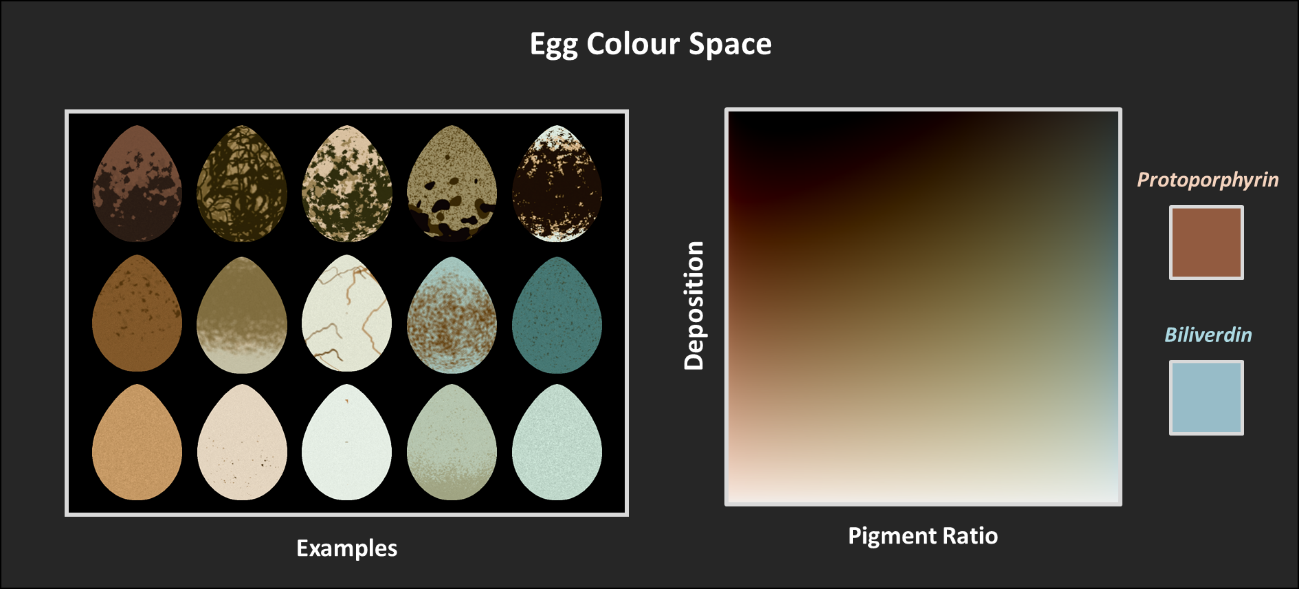 Egg Colour Space
Protoporphyrin
Biliverdin
Deposition
Pigment Ratio
Examples